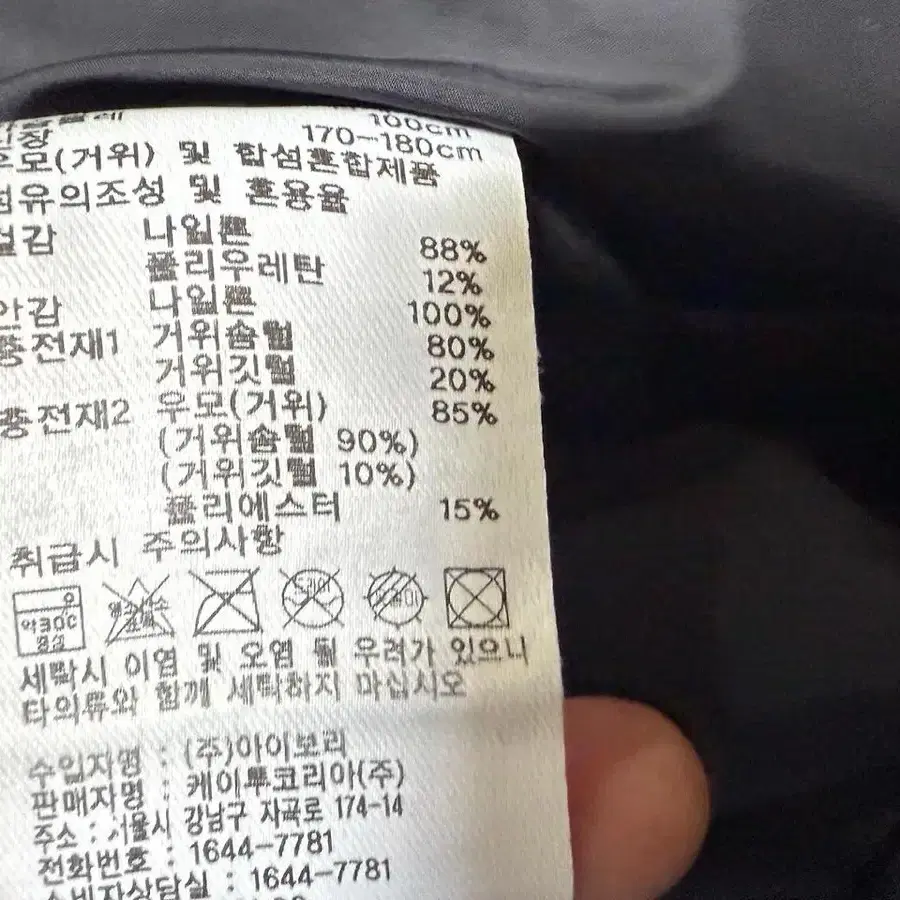 100cm
신장 170-180cm
우모(거위) 및 합섬혼합제품
섬유의조성 및 혼용율
겉감 나일론 88%
폴리우레탄 12%
안감 나일론 100%
충전재1 거위솜털 80%
거위깃털 20%
충전재2 우모(거위) 85%
(거위솜털 90%)
(거위깃털 10%)
폴리에스터 15%
취급시 주의사항
약30℃ 중성
세탁시 이염 및 오염 될 우려가 있으니
타의류와 함께 세탁하지 마십시오
수입자명 : (주)아이보리
판매자명 : 케이투코리아(주)
주소 : 서울시 강남구 자곡로 174-14
전화번호 : 1644-7781
소비자상담실 : 1644-7781